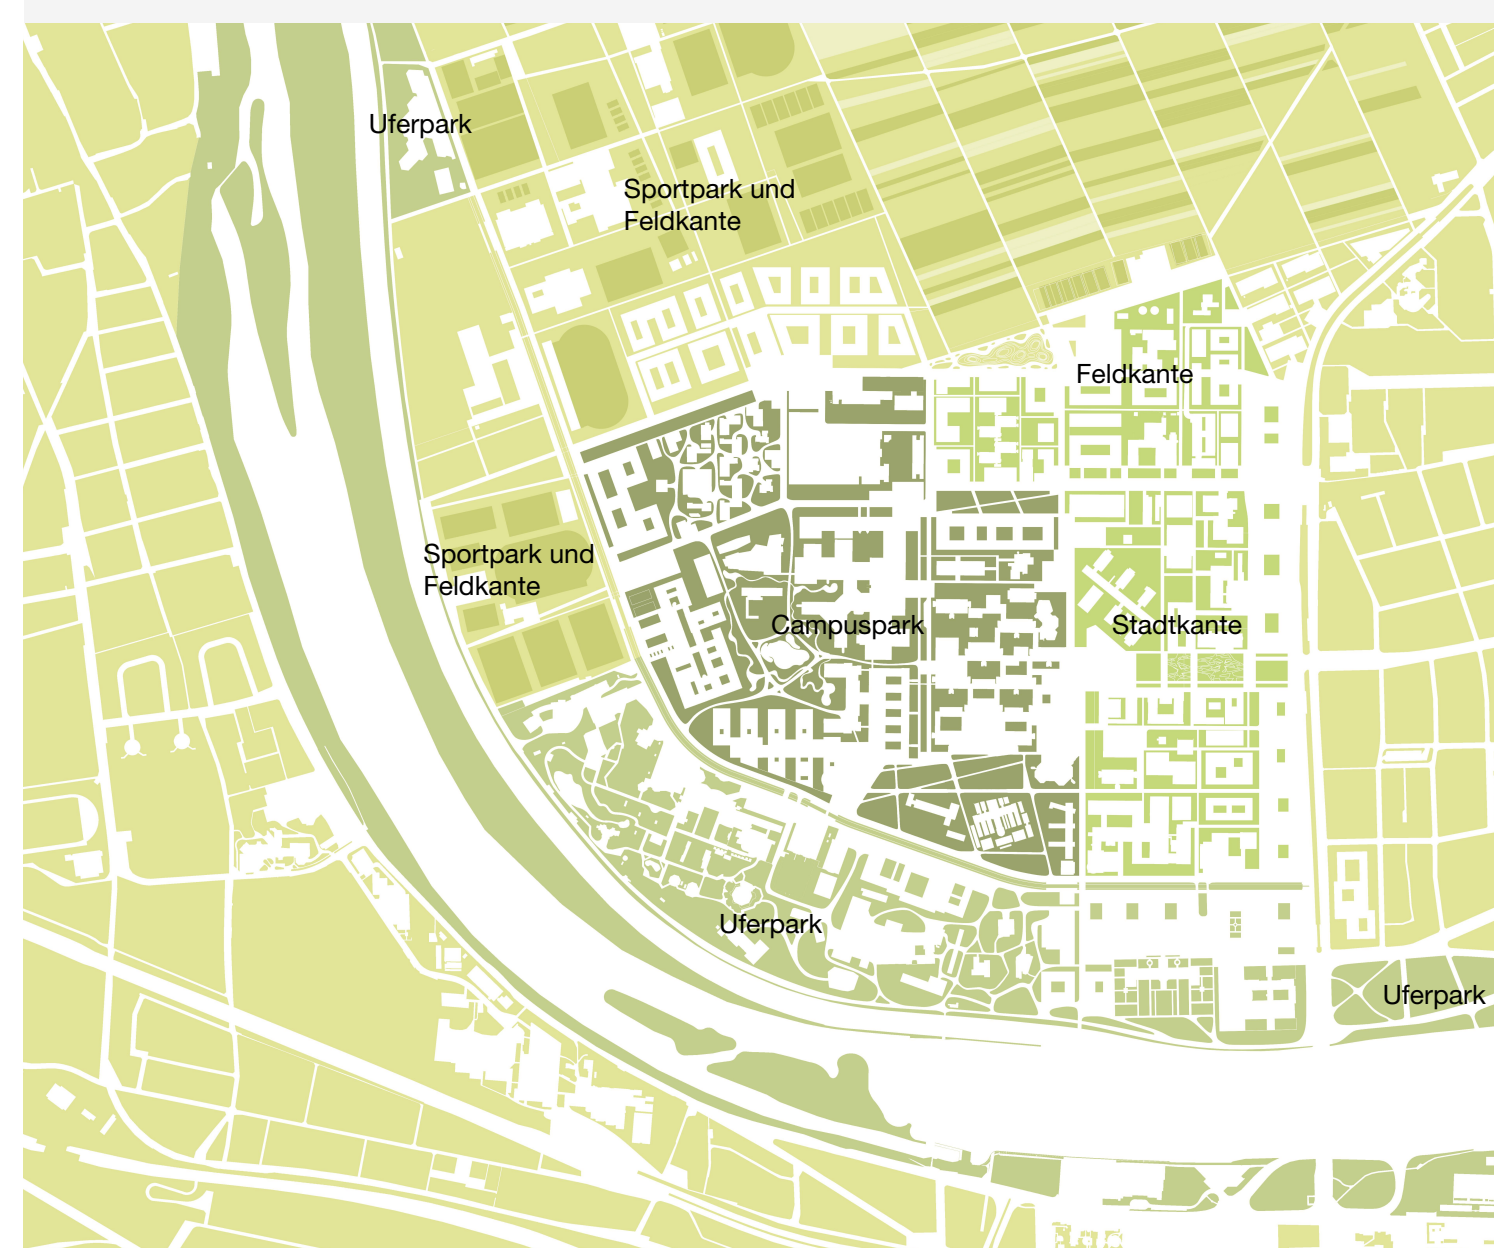 Uferpark
Sportpark und
Feldkante
Feldkante
Sportpark und
Feldkante
Campuspark
Stadtkante
Uferpark
Uferpark